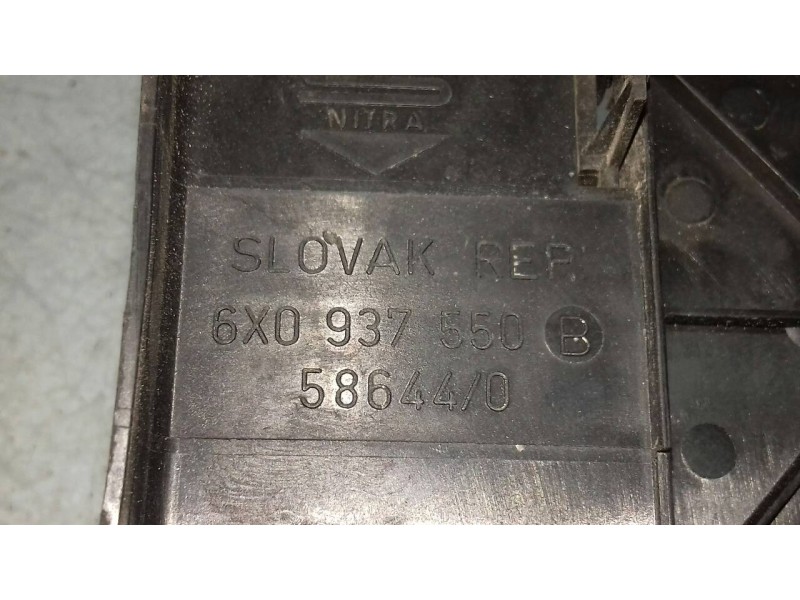 NITRA
SLOVAK REP.
6X0 937 550 B
58644/0